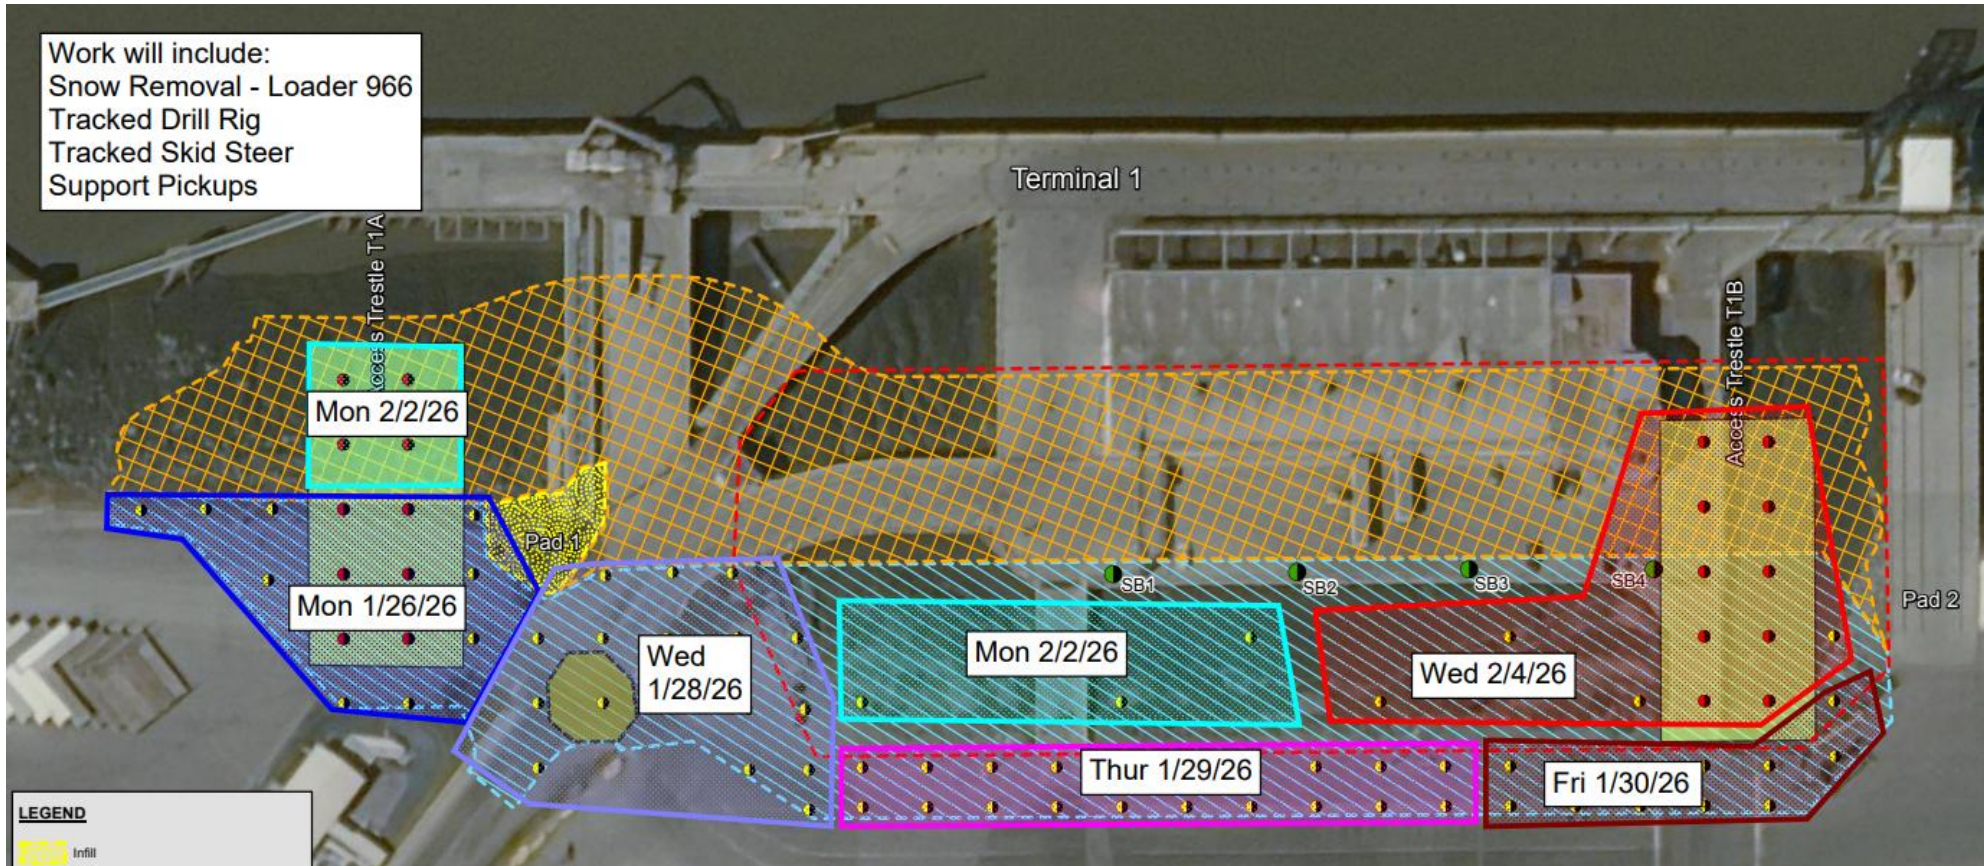 Work will include:
Snow Removal - Loader 966
Tracked Drill Rig
Tracked Skid Steer
Support Pickups
Terminal 1
Access Trestle T1A
Access Trestle T1B
Mon 2/2/26
Pad 1
Mon 1/26/26
SB1
SB2
SB3
SB4
Pad 2
Wed
1/28/26
Mon 2/2/26
Wed 2/4/26
Thur 1/29/26
Fri 1/30/26
LEGEND
Infill